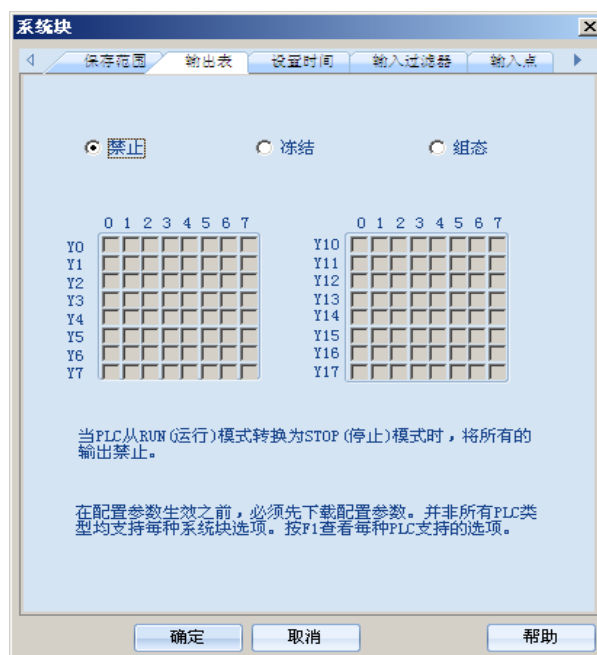 系统块
保存范围 输出表 设置时间 输入过滤器 输入点
禁止 冻结 组态
0 1 2 3 4 5 6 7
Y0
Y1
Y2
Y3
Y4
Y5
Y6
Y7
0 1 2 3 4 5 6 7
Y10
Y11
Y12
Y13
Y14
Y15
Y16
Y17
当PLC从RUN(运行)模式转换为STOP(停止)模式时，将所有的
输出禁止。
在配置参数生效之前，必须先下载配置参数。并非所有PLC类
型均支持每种系统块选项。按F1查看每种PLC支持的选项。
确定 取消 帮助